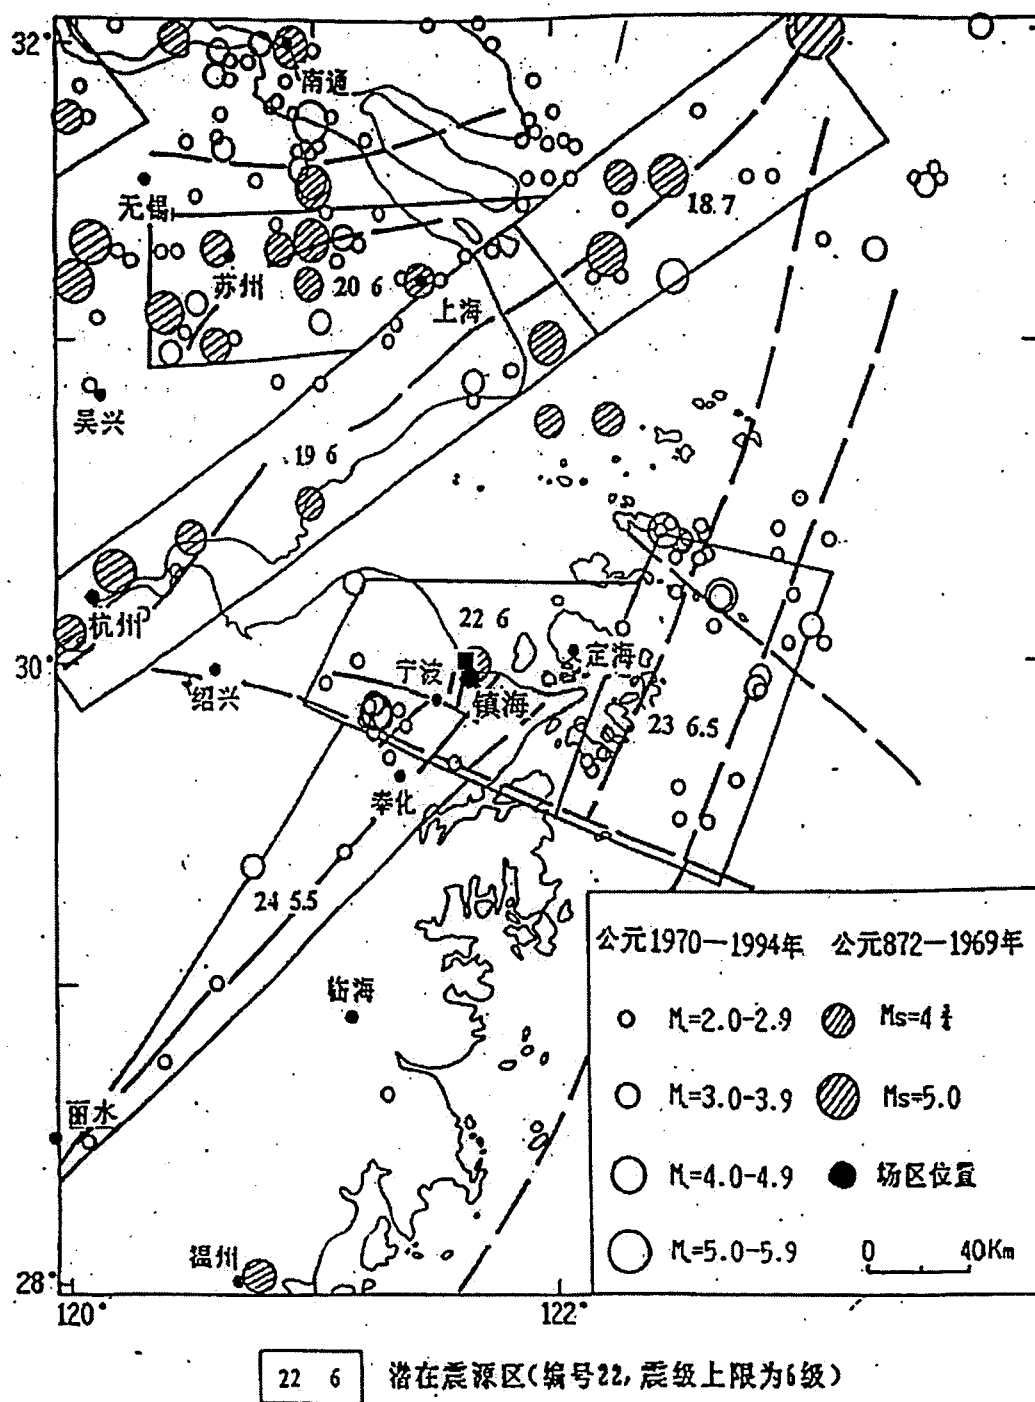 32°
南通
无锡
18.7
苏州
20 6
上海
吴兴
19 6
杭州
22 6
30°
绍兴
宁波
定海
镇海
23 6.5
奉化
24 5.5
公元1970—1994年 公元872—1969年
临海
M=2.0-2.9 Ms=4¾
M=3.0-3.9 Ms=5.0
丽水
M=4.0-4.9 场区位置
温州
M=5.0-5.9 0 40Km
28°
120° 122°
22 6 潜在震源区(编号22,震级上限为6级)